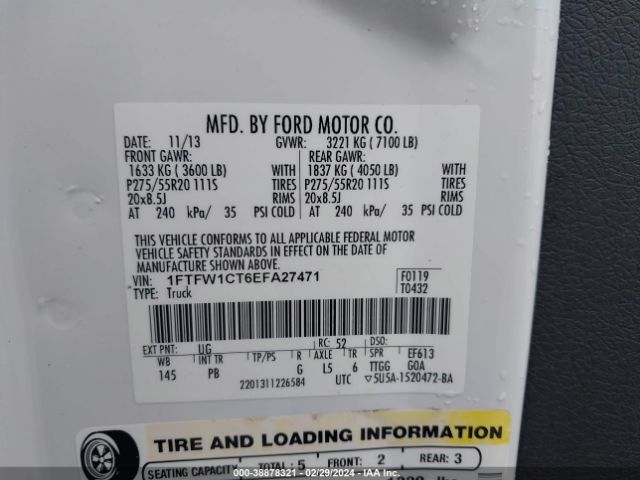 MFD. BY FORD MOTOR CO.
DATE: 11/13 GVWR: 3221 KG ( 7100 LB)
FRONT GAWR: REAR GAWR:
1633 KG ( 3600 LB) WITH 1837 KG ( 4050 LB) WITH
P275/55R20 111S TIRES P275/55R20 111S TIRES
20x8.5J RIMS 20x8.5J RIMS
AT 240 kPa/ 35 PSI COLD AT 240 kPa/ 35 PSI COLD
THIS VEHICLE CONFORMS TO ALL APPLICABLE FEDERAL MOTOR
VEHICLE SAFETY STANDARDS IN EFFECT ON THE DATE OF
MANUFACTURE SHOWN ABOVE.
VIN: 1FTFW1CT6EFA27471 F0119
TYPE: Truck T0432
EXT PNT: UG RC: 52 DSO:
WB INT TR TP/PS R AXLE TR SPR EF613
145 PB G L5 6 TTGG GOA
2201311226584 UTC ▽5U5A-1520472-BA
TIRE AND LOADING INFORMATION
SEATING CAPACITY TOTAL: 5 FRONT: 2 REAR: 3
000-38878321 - 02/29/2024 - IAA Inc.